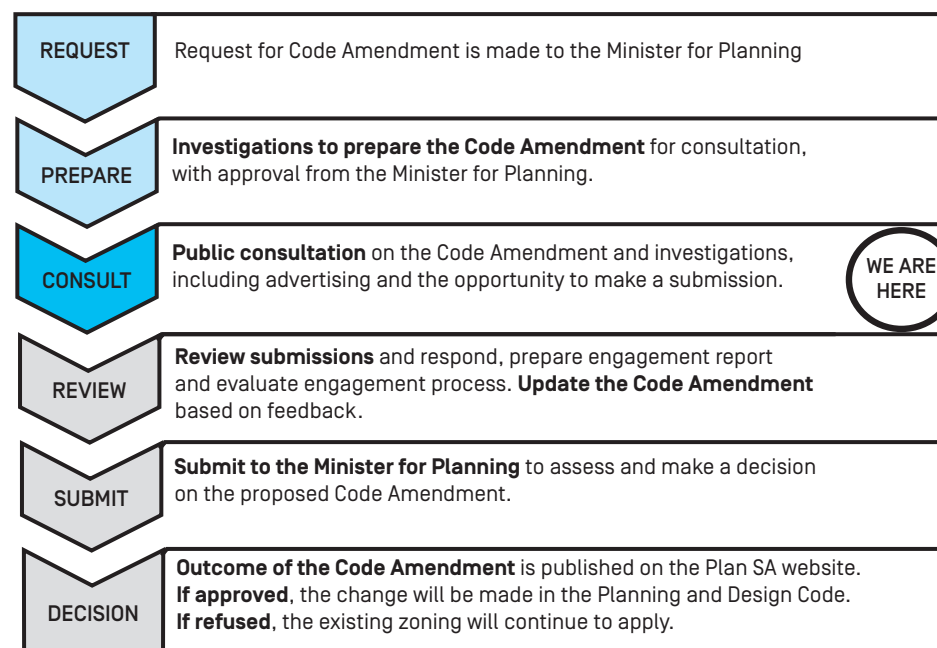 REQUEST
Request for Code Amendment is made to the Minister for Planning
PREPARE
Investigations to prepare the Code Amendment for consultation,
with approval from the Minister for Planning.
CONSULT
Public consultation on the Code Amendment and investigations,
including advertising and the opportunity to make a submission.
WE ARE
HERE
REVIEW
Review submissions and respond, prepare engagement report
and evaluate engagement process. Update the Code Amendment
based on feedback.
SUBMIT
Submit to the Minister for Planning to assess and make a decision
on the proposed Code Amendment.
DECISION
Outcome of the Code Amendment is published on the Plan SA website.
If approved, the change will be made in the Planning and Design Code.
If refused, the existing zoning will continue to apply.